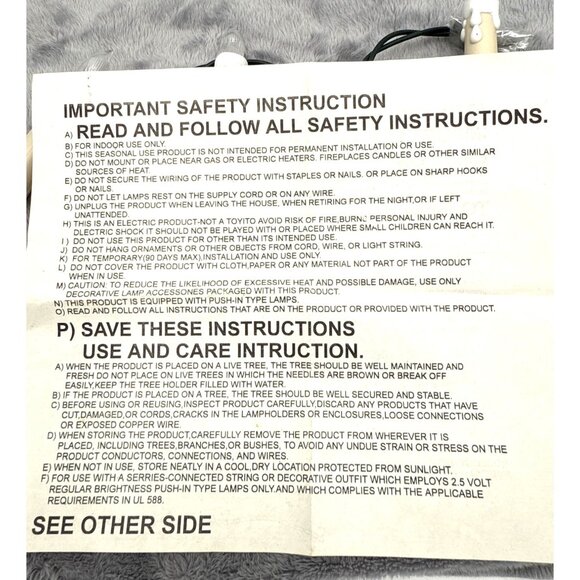 IMPORTANT SAFETY INSTRUCTION
A) READ AND FOLLOW ALL SAFETY INSTRUCTIONS.
B) FOR INDOOR USE ONLY.
C) THIS SEASONAL USE PRODUCT IS NOT INTENDED FOR PERMANENT INSTALLATION OR USE.
D) DO NOT MOUNT OR PLACE NEAR GAS OR ELECTRIC HEATERS. FIREPLACES CANDLES OR OTHER SIMILAR
SOURCES OF HEAT.
E) DO NOT SECURE THE WIRING OF THE PRODUCT WITH STAPLES OR NAILS. OR PLACE ON SHARP HOOKS
OR NAILS.
F) DO NOT LET LAMPS REST ON THE SUPPLY CORD OR ON ANY WIRE.
G) UNPLUG THE PRODUCT WHEN LEAVING THE HOUSE, WHEN RETIRING FOR THE NIGHT,OR IF LEFT
UNATTENDED.
H) THIS IS AN ELECTRIC PRODUCT-NOT A TOY!TO AVOID RISK OF FIRE,BURNS PERSONAL INJURY AND
DLECTRIC SHOCK IT SHOULD NOT BE PLAYED WITH OR PLACED WHERE SMALL CHILDREN CAN REACH IT.
I ) DO NOT USE THIS PRODUCT FOR OTHER THAN ITS INTENDED USE.
J) DO NOT HANG ORNAMENTS OR OTHER OBJECTS FROM CORD, WIRE, OR LIGHT STRING.
K) FOR TEMPORARY(90 DAYS MAX),INSTALLATION AND USE ONLY.
L) DO NOT COVER THE PRODUCT WITH CLOTH,PAPER OR ANY MATERIAL NOT PART OF THE PRODUCT
WHEN IN USE.
M) CAUTION: TO REDUCE THE LIKELIHOOD OF EXCESSIVE HEAT AND POSSIBLE DAMAGE, USE ONLY
DECORATIVE LAMP ACCESSONES PACKAGED WITH THIS PRODUCT.
N) THIS PRODUCT IS EQUIPPED WITH PUSH-IN TYPE LAMPS.
O) READ AND FOLLOW ALL INSTRUCTIONS THAT ARE ON THE PRODUCT OR PROVIDED WITH THE PRODUCT.
P) SAVE THESE INSTRUCTIONS
USE AND CARE INTRUCTION.
A) WHEN THE PRODUCT IS PLACED ON A LIVE TREE, THE TREE SHOULD BE WELL MAINTAINED AND
FRESH DO NOT PLACE ON LIVE TREES IN WHICH THE NEEDLES ARE BROWN OR BREAK OFF
EASILY,KEEP THE TREE HOLDER FILLED WITH WATER.
B) IF THE PRODUCT IS PLACED ON A TREE, THE TREE SHOULD BE WELL SECURED AND STABLE.
C) BEFORE USING OR REUSING,INSPECT PRODUCT CAREFULLY,DISCARD ANY PRODUCTS THAT HAVE
CUT,DAMAGED,OR CORDS,CRACKS IN THE LAMPHOLDERS OR ENCLOSURES,LOOSE CONNECTIONS
OR EXPOSED COPPER WIRE.
D) WHEN STORING THE PRODUCT,CAREFULLY REMOVE THE PRODUCT FROM WHEREVER IT IS
PLACED, INCLUDING TREES,BRANCHES,OR BUSHES, TO AVOID ANY UNDUE STRAIN OR STRESS ON THE
PRODUCT CONDUCTORS, CONNECTIONS, AND WIRES.
E) WHEN NOT IN USE, STORE NEATLY IN A COOL,DRY LOCATION PROTECTED FROM SUNLIGHT.
F) FOR USE WITH A SERRIES-CONNECTED STRING OR DECORATIVE OUTFIT WHICH EMPLOYS 2.5 VOLT
REGULAR BRIGHTNESS PUSH-IN TYPE LAMPS ONLY.AND WHICH COMPLIES WITH THE APPLICABLE
REQUIREMENTS IN UL 588.
SEE OTHER SIDE